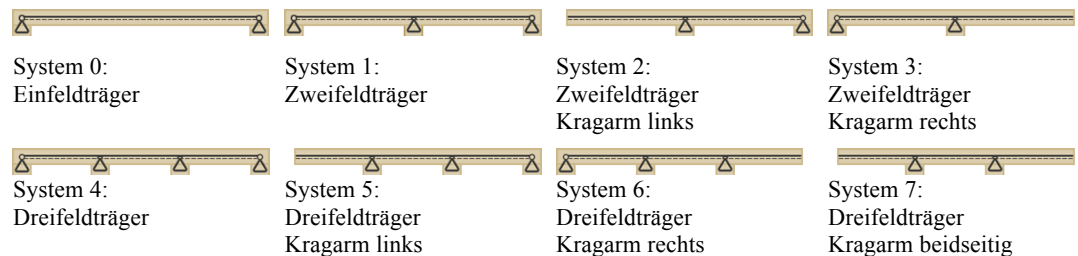 System 0:
Einfeldträger
System 1:
Zweifeldträger
System 2:
Zweifeldträger
Kragarm links
System 3:
Zweifeldträger
Kragarm rechts
System 4:
Dreifeldträger
System 5:
Dreifeldträger
Kragarm links
System 6:
Dreifeldträger
Kragarm rechts
System 7:
Dreifeldträger
Kragarm beidseitig